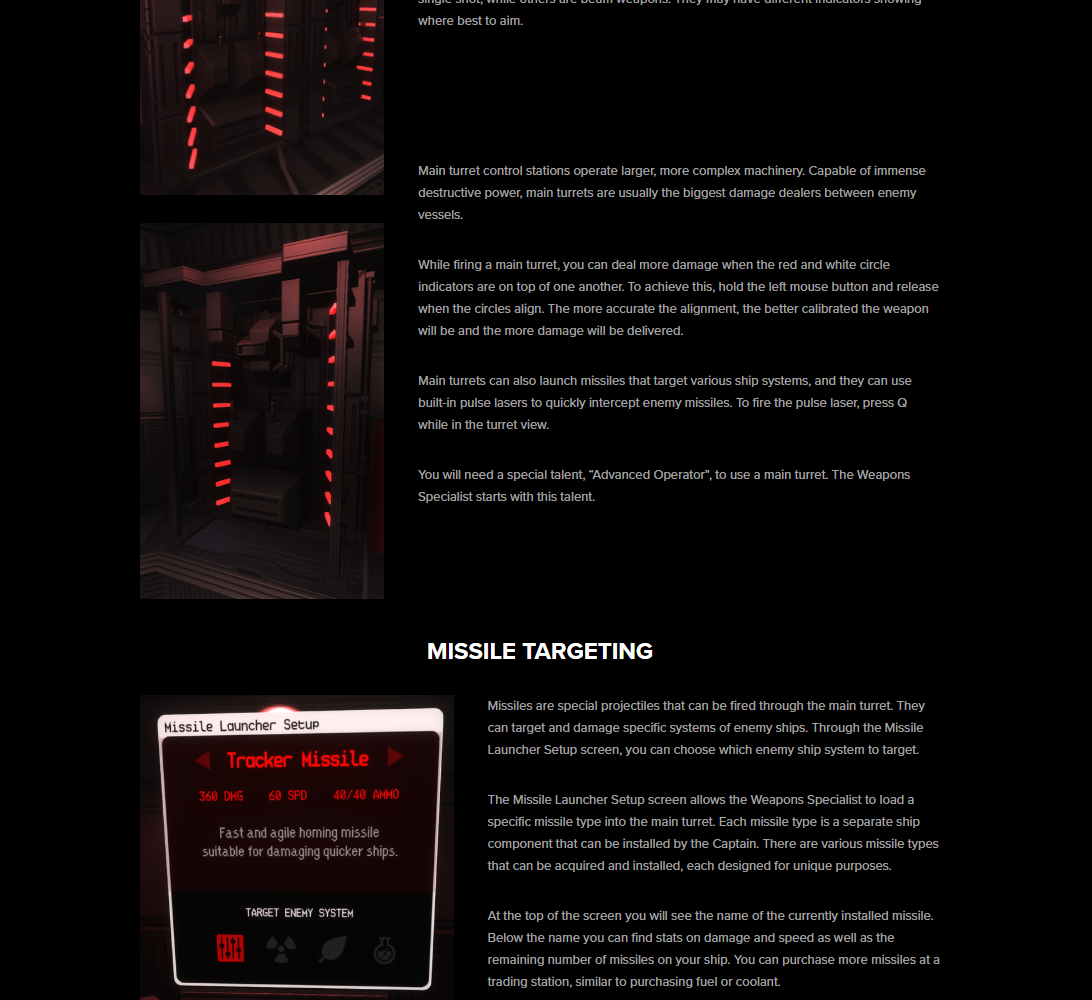 single shot, while others are beam weapons. They may have different indicators showing
where best to aim.
Main turret control stations operate larger, more complex machinery. Capable of immense
destructive power, main turrets are usually the biggest damage dealers between enemy
vessels.
While firing a main turret, you can deal more damage when the red and white circle
indicators are on top of one another. To achieve this, hold the left mouse button and release
when the circles align. The more accurate the alignment, the better calibrated the weapon
will be and the more damage will be delivered.
Main turrets can also launch missiles that target various ship systems, and they can use
built-in pulse lasers to quickly intercept enemy missiles. To fire the pulse laser, press Q
while in the turret view.
You will need a special talent, “Advanced Operator”, to use a main turret. The Weapons
Specialist starts with this talent.
MISSILE TARGETING
Missile Launcher Setup
Tracker Missile
360 DMG 60 SPD 40/40 AMMO
Fast and agile homing missile
suitable for damaging quicker ships.
TARGET ENEMY SYSTEM
Missiles are special projectiles that can be fired through the main turret. They
can target and damage specific systems of enemy ships. Through the Missile
Launcher Setup screen, you can choose which enemy ship system to target.
The Missile Launcher Setup screen allows the Weapons Specialist to load a
specific missile type into the main turret. Each missile type is a separate ship
component that can be installed by the Captain. There are various missile types
that can be acquired and installed, each designed for unique purposes.
At the top of the screen you will see the name of the currently installed missile.
Below the name you can find stats on damage and speed as well as the
remaining number of missiles on your ship. You can purchase more missiles at a
trading station, similar to purchasing fuel or coolant.